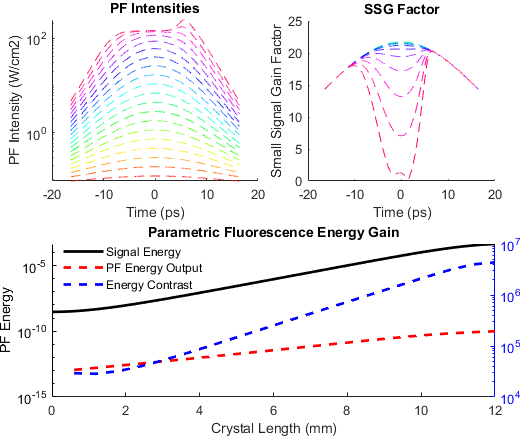 PF Intensities
PF Intensity (W/cm2)
10^2
10^0
-20 -10 0 10 20
Time (ps)
SSG Factor
Small Signal Gain Factor
25
20
15
10
5
0
-20 -10 0 10 20
Time (ps)
Parametric Fluorescence Energy Gain
PF Energy
10^-5
10^-10
10^-15
Signal Energy
PF Energy Output
Energy Contrast
10^7
10^6
10^5
10^4
0 2 4 6 8 10 12
Crystal Length (mm)